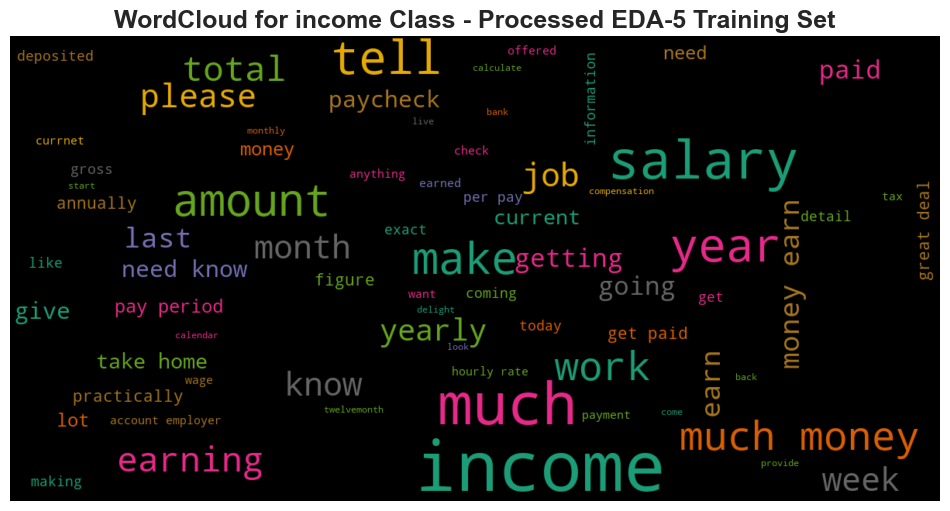 WordCloud for income Class - Processed EDA-5 Training Set
deposited
total
tell
offered
need
calculate
paid
please
paycheck
information
bank
live
monthly
currnet
money
check
salary
gross
anything
job
start
earned
compensation
per pay
tax
annually
amount
current
detail
great deal
exact
last
month
make
getting
year
money earn
like
need know
figure
going
want
coming
get
give
pay period
delight
calendar
yearly
today
get paid
look
take home
work
earn
wage
know
hourly rate
back
practically
much
twelvemonth
come
payment
lot
account employer
much money
earning
income
provide
making
week